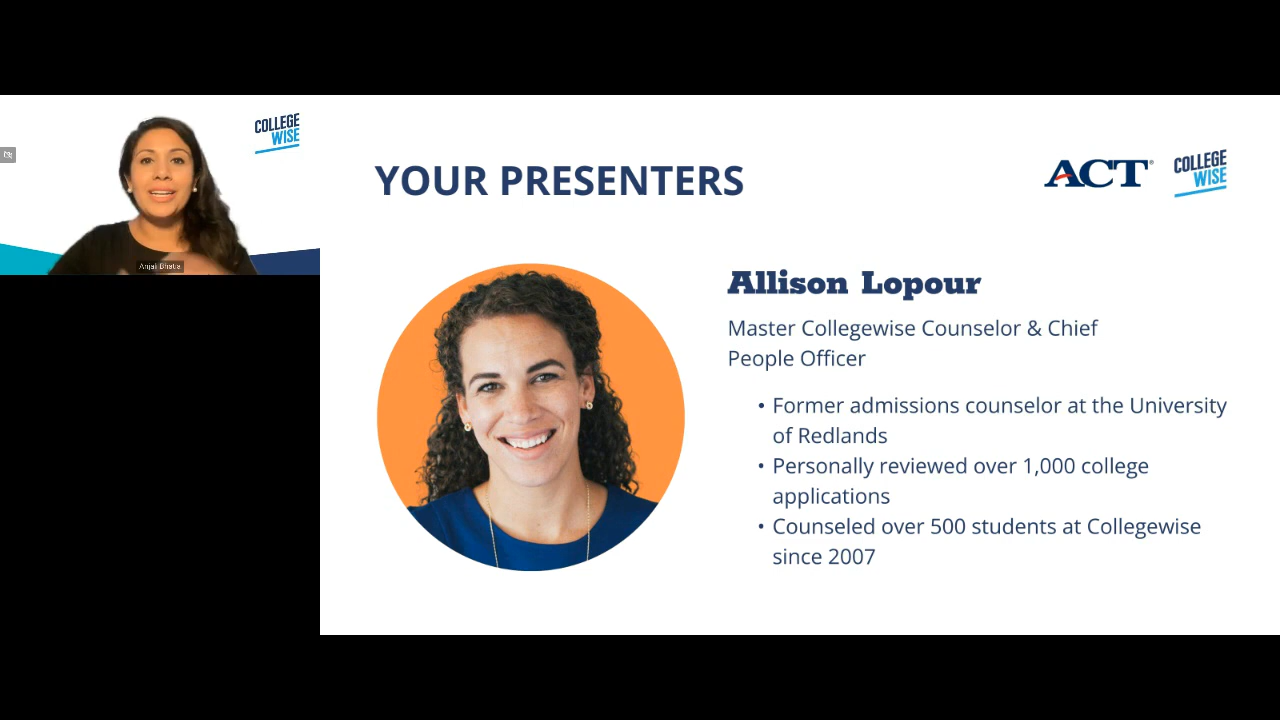 COLLEGE
WISE
Anjali Bhatia
YOUR PRESENTERS
ACT®
COLLEGE
WISE
Allison Lopour
Master Collegewise Counselor & Chief
People Officer
• Former admissions counselor at the University
of Redlands
• Personally reviewed over 1,000 college
applications
• Counseled over 500 students at Collegewise
since 2007